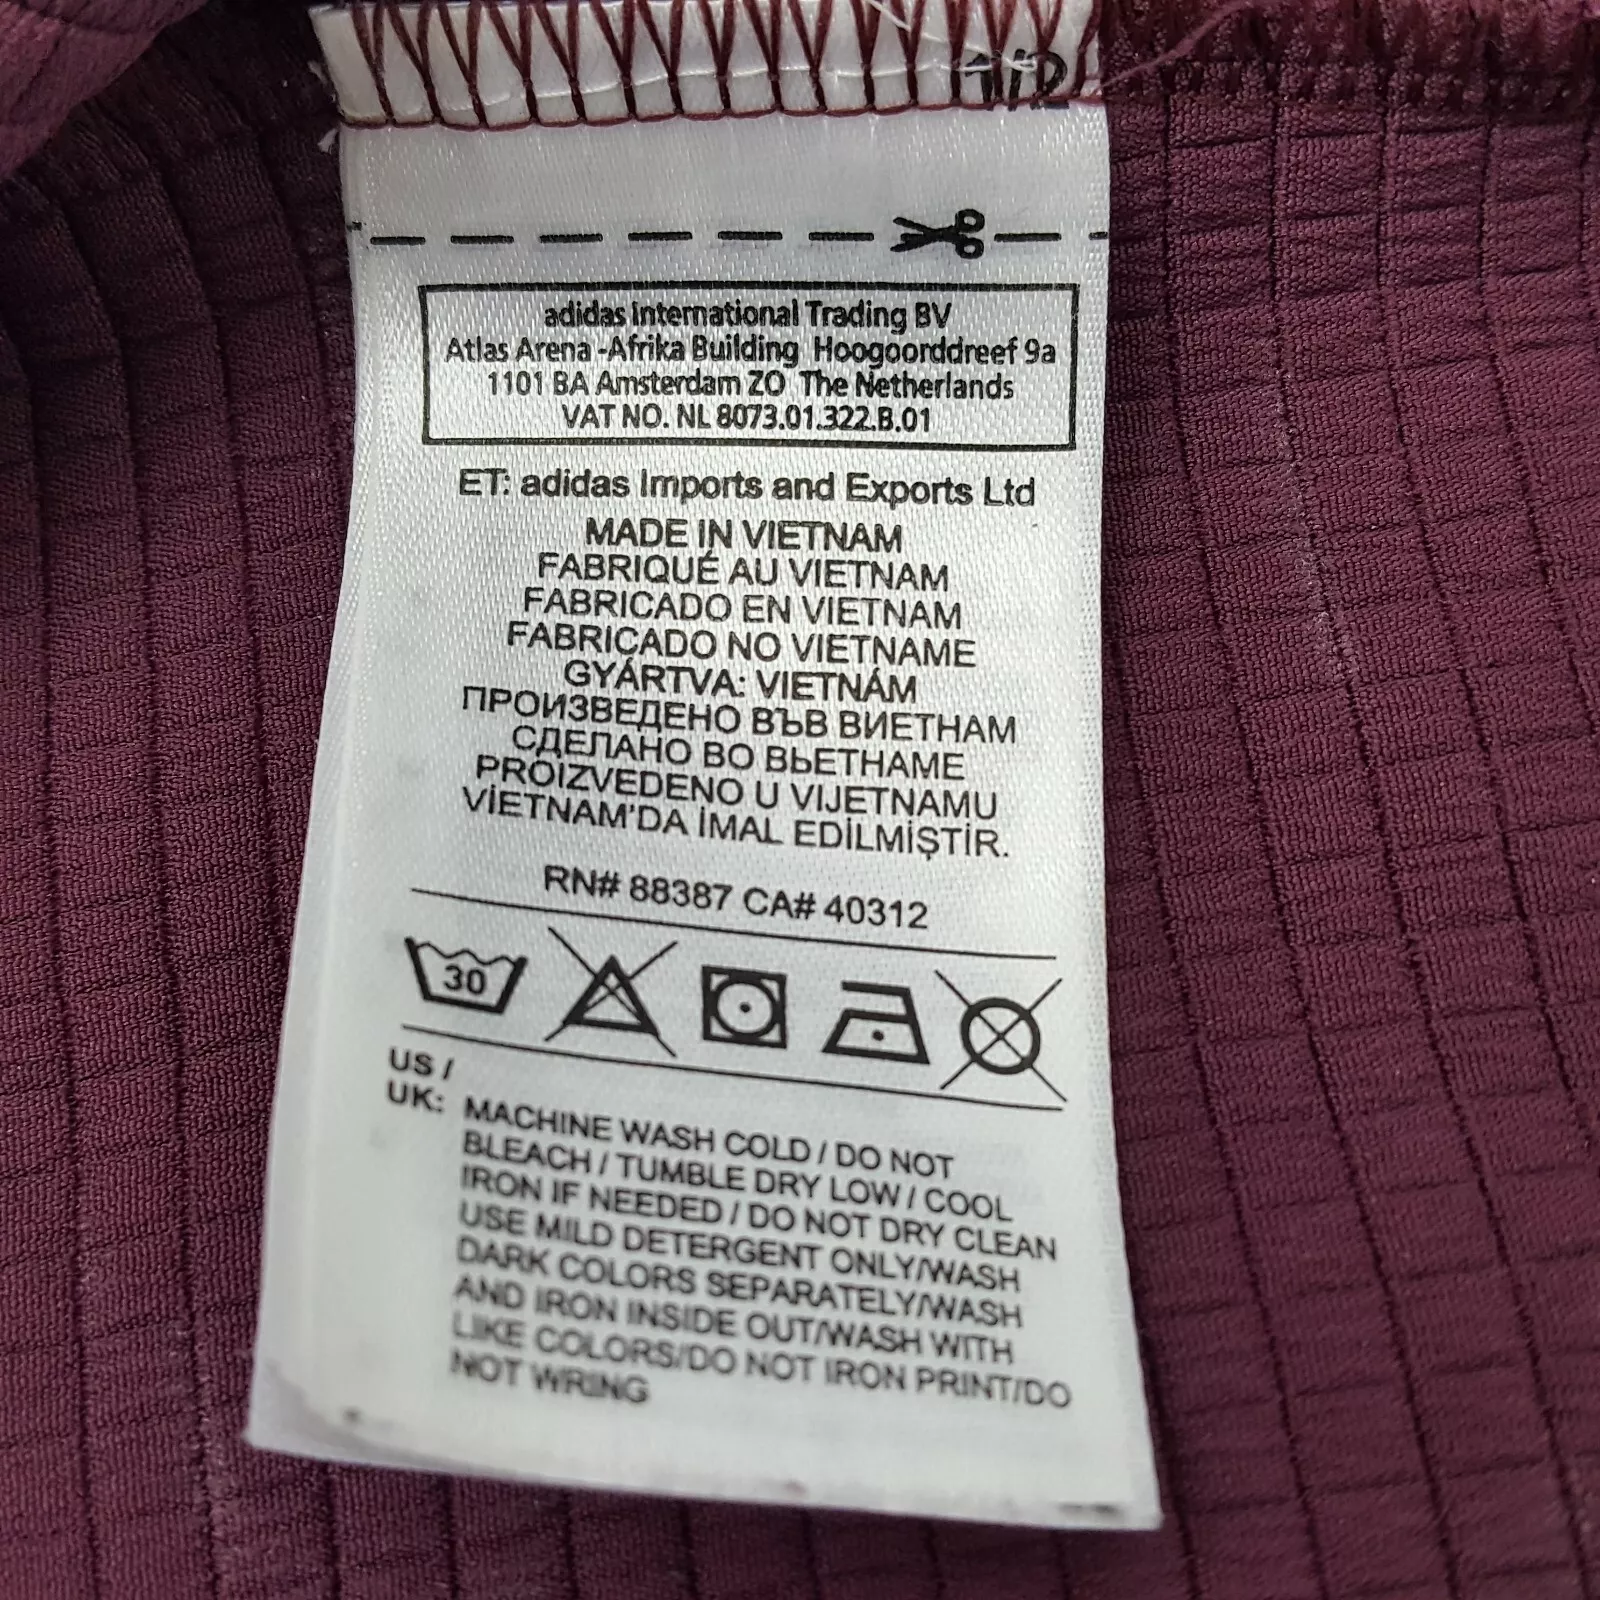 1/2
adidas International Trading BV
Atlas Arena -Afrika Building Hoogoorddreef 9a
1101 BA Amsterdam ZO The Netherlands
VAT NO. NL 8073.01.322.B.01
ET: adidas Imports and Exports Ltd
MADE IN VIETNAM
FABRIQUÉ AU VIETNAM
FABRICADO EN VIETNAM
FABRICADO NO VIETNAME
GYÁRTVA: VIETNÁM
ПРОИЗВЕДЕНО ВЪВ ВИЕТНАМ
СДЕЛАНО ВО ВЬЕТНАМЕ
PROIZVEDENO U VIJETNAMU
VİETNAM'DA İMAL EDİLMİŞTİR.
RN# 88387 CA# 40312
30
US /
UK: MACHINE WASH COLD / DO NOT
BLEACH / TUMBLE DRY LOW / COOL
IRON IF NEEDED / DO NOT DRY CLEAN
USE MILD DETERGENT ONLY/WASH
DARK COLORS SEPARATELY/WASH
AND IRON INSIDE OUT/WASH WITH
LIKE COLORS/DO NOT IRON PRINT/DO
NOT WRING